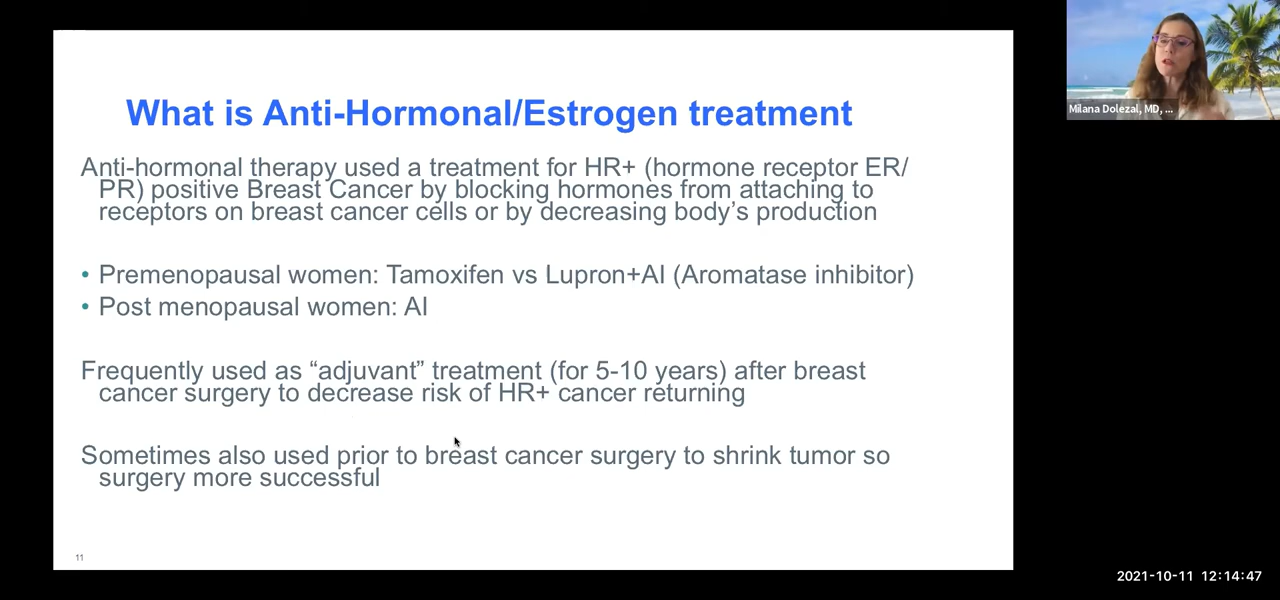 What is Anti-Hormonal/Estrogen treatment
Anti-hormonal therapy used a treatment for HR+ (hormone receptor ER/
PR) positive Breast Cancer by blocking hormones from attaching to
receptors on breast cancer cells or by decreasing body’s production
• Premenopausal women: Tamoxifen vs Lupron+AI (Aromatase inhibitor)
• Post menopausal women: AI
Frequently used as “adjuvant” treatment (for 5-10 years) after breast
cancer surgery to decrease risk of HR+ cancer returning
Sometimes also used prior to breast cancer surgery to shrink tumor so
surgery more successful
11
Milana Dolezal, MD, ...
2021-10-11 12:14:47